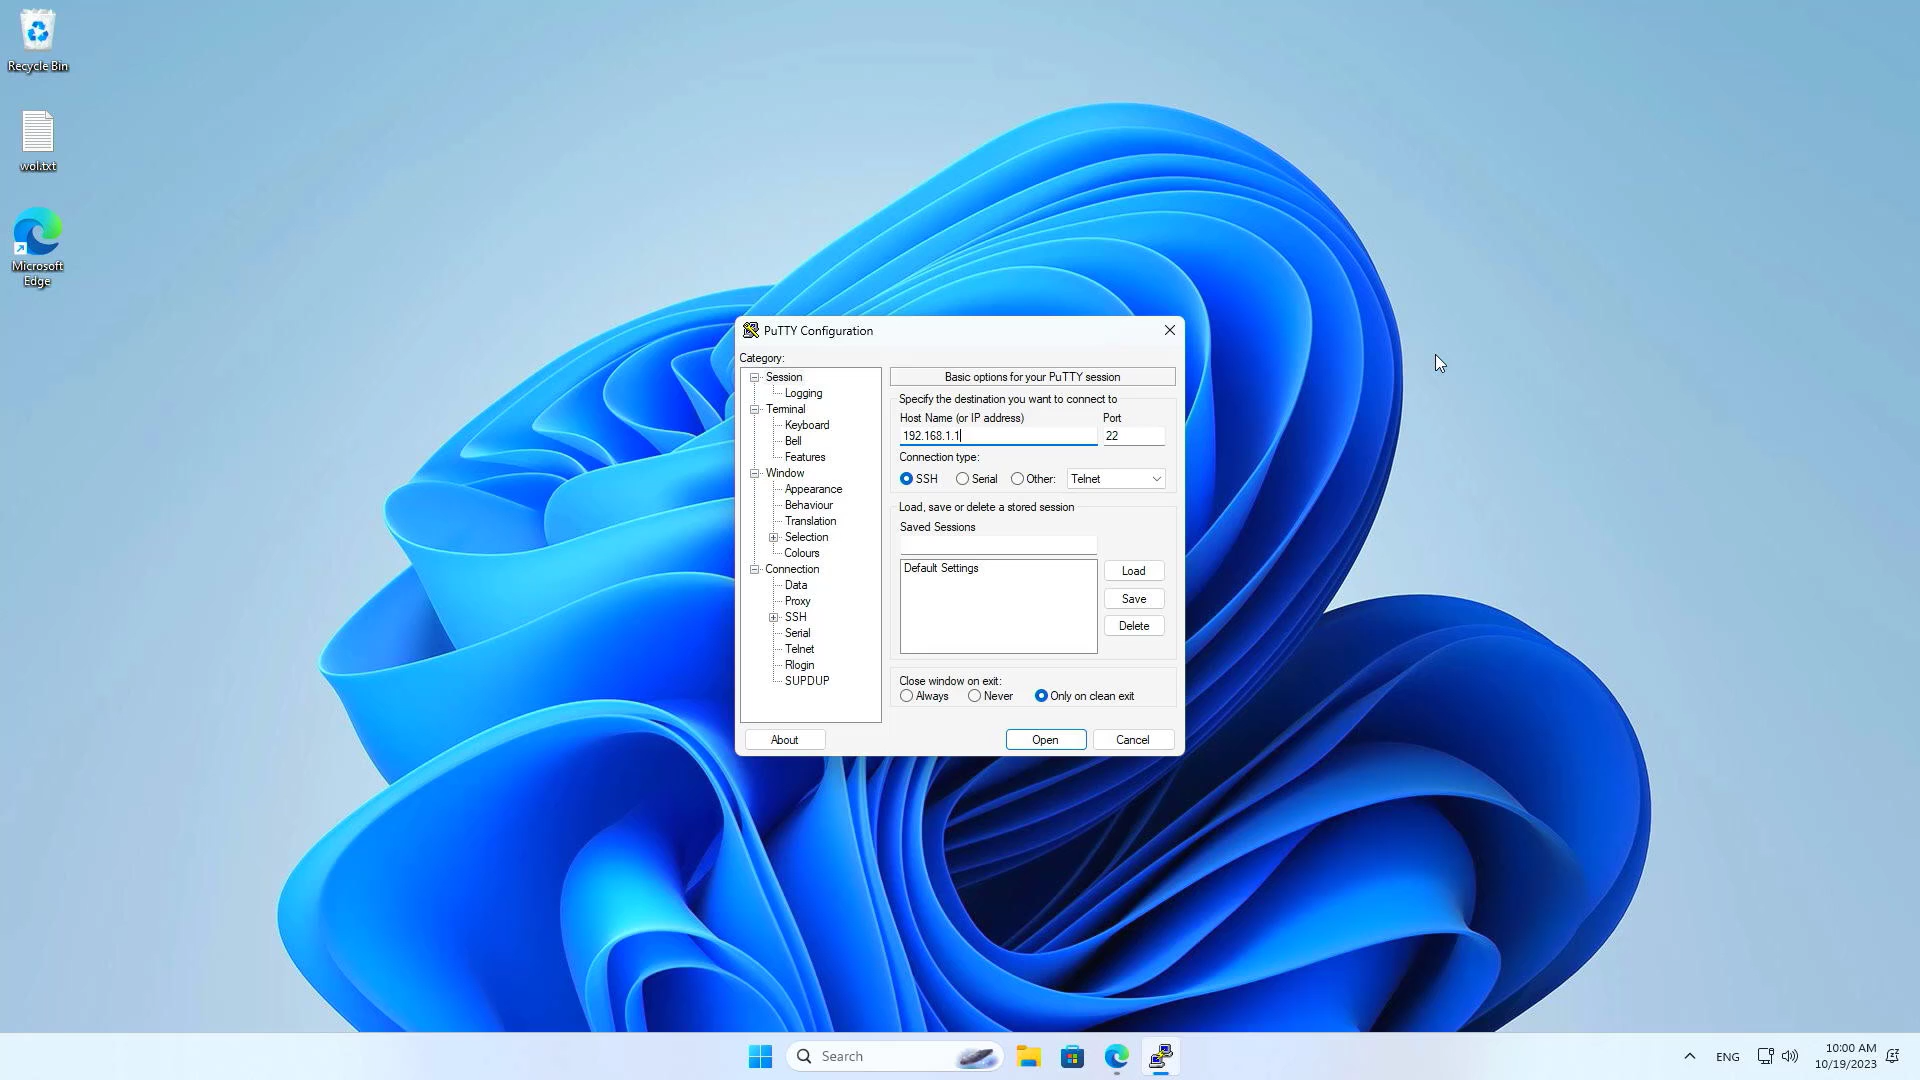 Recycle Bin
wol.txt
Microsoft
Edge
PuTTY Configuration
Category:
Session
Logging
Terminal
Keyboard
Bell
Features
Window
Appearance
Behaviour
Translation
Selection
Colours
Connection
Data
Proxy
SSH
Serial
Telnet
Rlogin
SUPDUP
Basic options for your PuTTY session
Specify the destination you want to connect to
Host Name (or IP address) Port
192.168.1.1 22
Connection type:
SSH Serial Other: Telnet
Load, save or delete a stored session
Saved Sessions
Default Settings
Load
Save
Delete
Close window on exit:
Always Never Only on clean exit
About Open Cancel
Search
ENG
10:00 AM
10/19/2023